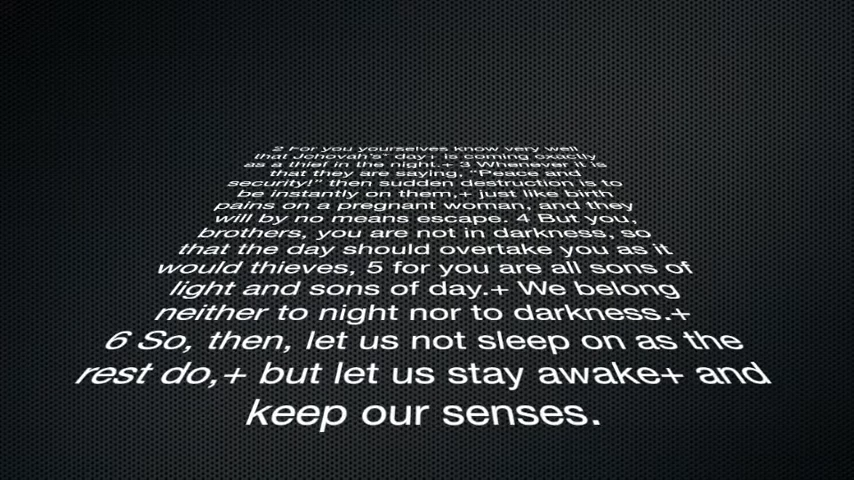 2 For you yourselves know very well
that Jehovah's* day+ is coming exactly
as a thief in the night.+ 3 Whenever it is
that they are saying, "Peace and
security!" then sudden destruction is to
be instantly on them,+ just like birth
pains on a pregnant woman, and they
will by no means escape. 4 But you,
brothers, you are not in darkness, so
that the day should overtake you as it
would thieves, 5 for you are all sons of
light and sons of day.+ We belong
neither to night nor to darkness.+
6 So, then, let us not sleep on as the
rest do,+ but let us stay awake+ and
keep our senses.